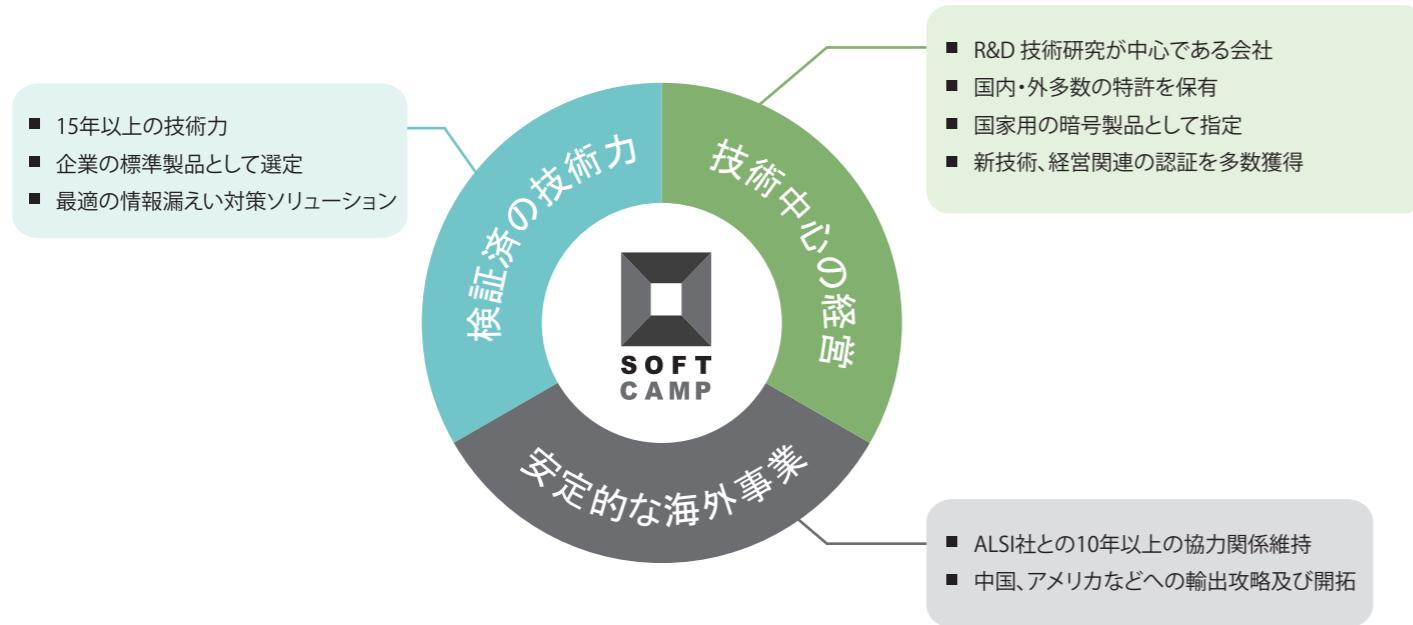 15年以上の技術力
企業の標準製品として選定
最適の情報漏えい対策ソリューション
検証済の技術力
技術中心の経営
R&D 技術研究が中心である会社
国内・外多数の特許を保有
国家用の暗号製品として指定
新技術、経営関連の認証を多数獲得
SOFT
CAMP
安定的な海外事業
ALSI社との10年以上の協力関係維持
中国、アメリカなどへの輸出攻略及び開拓